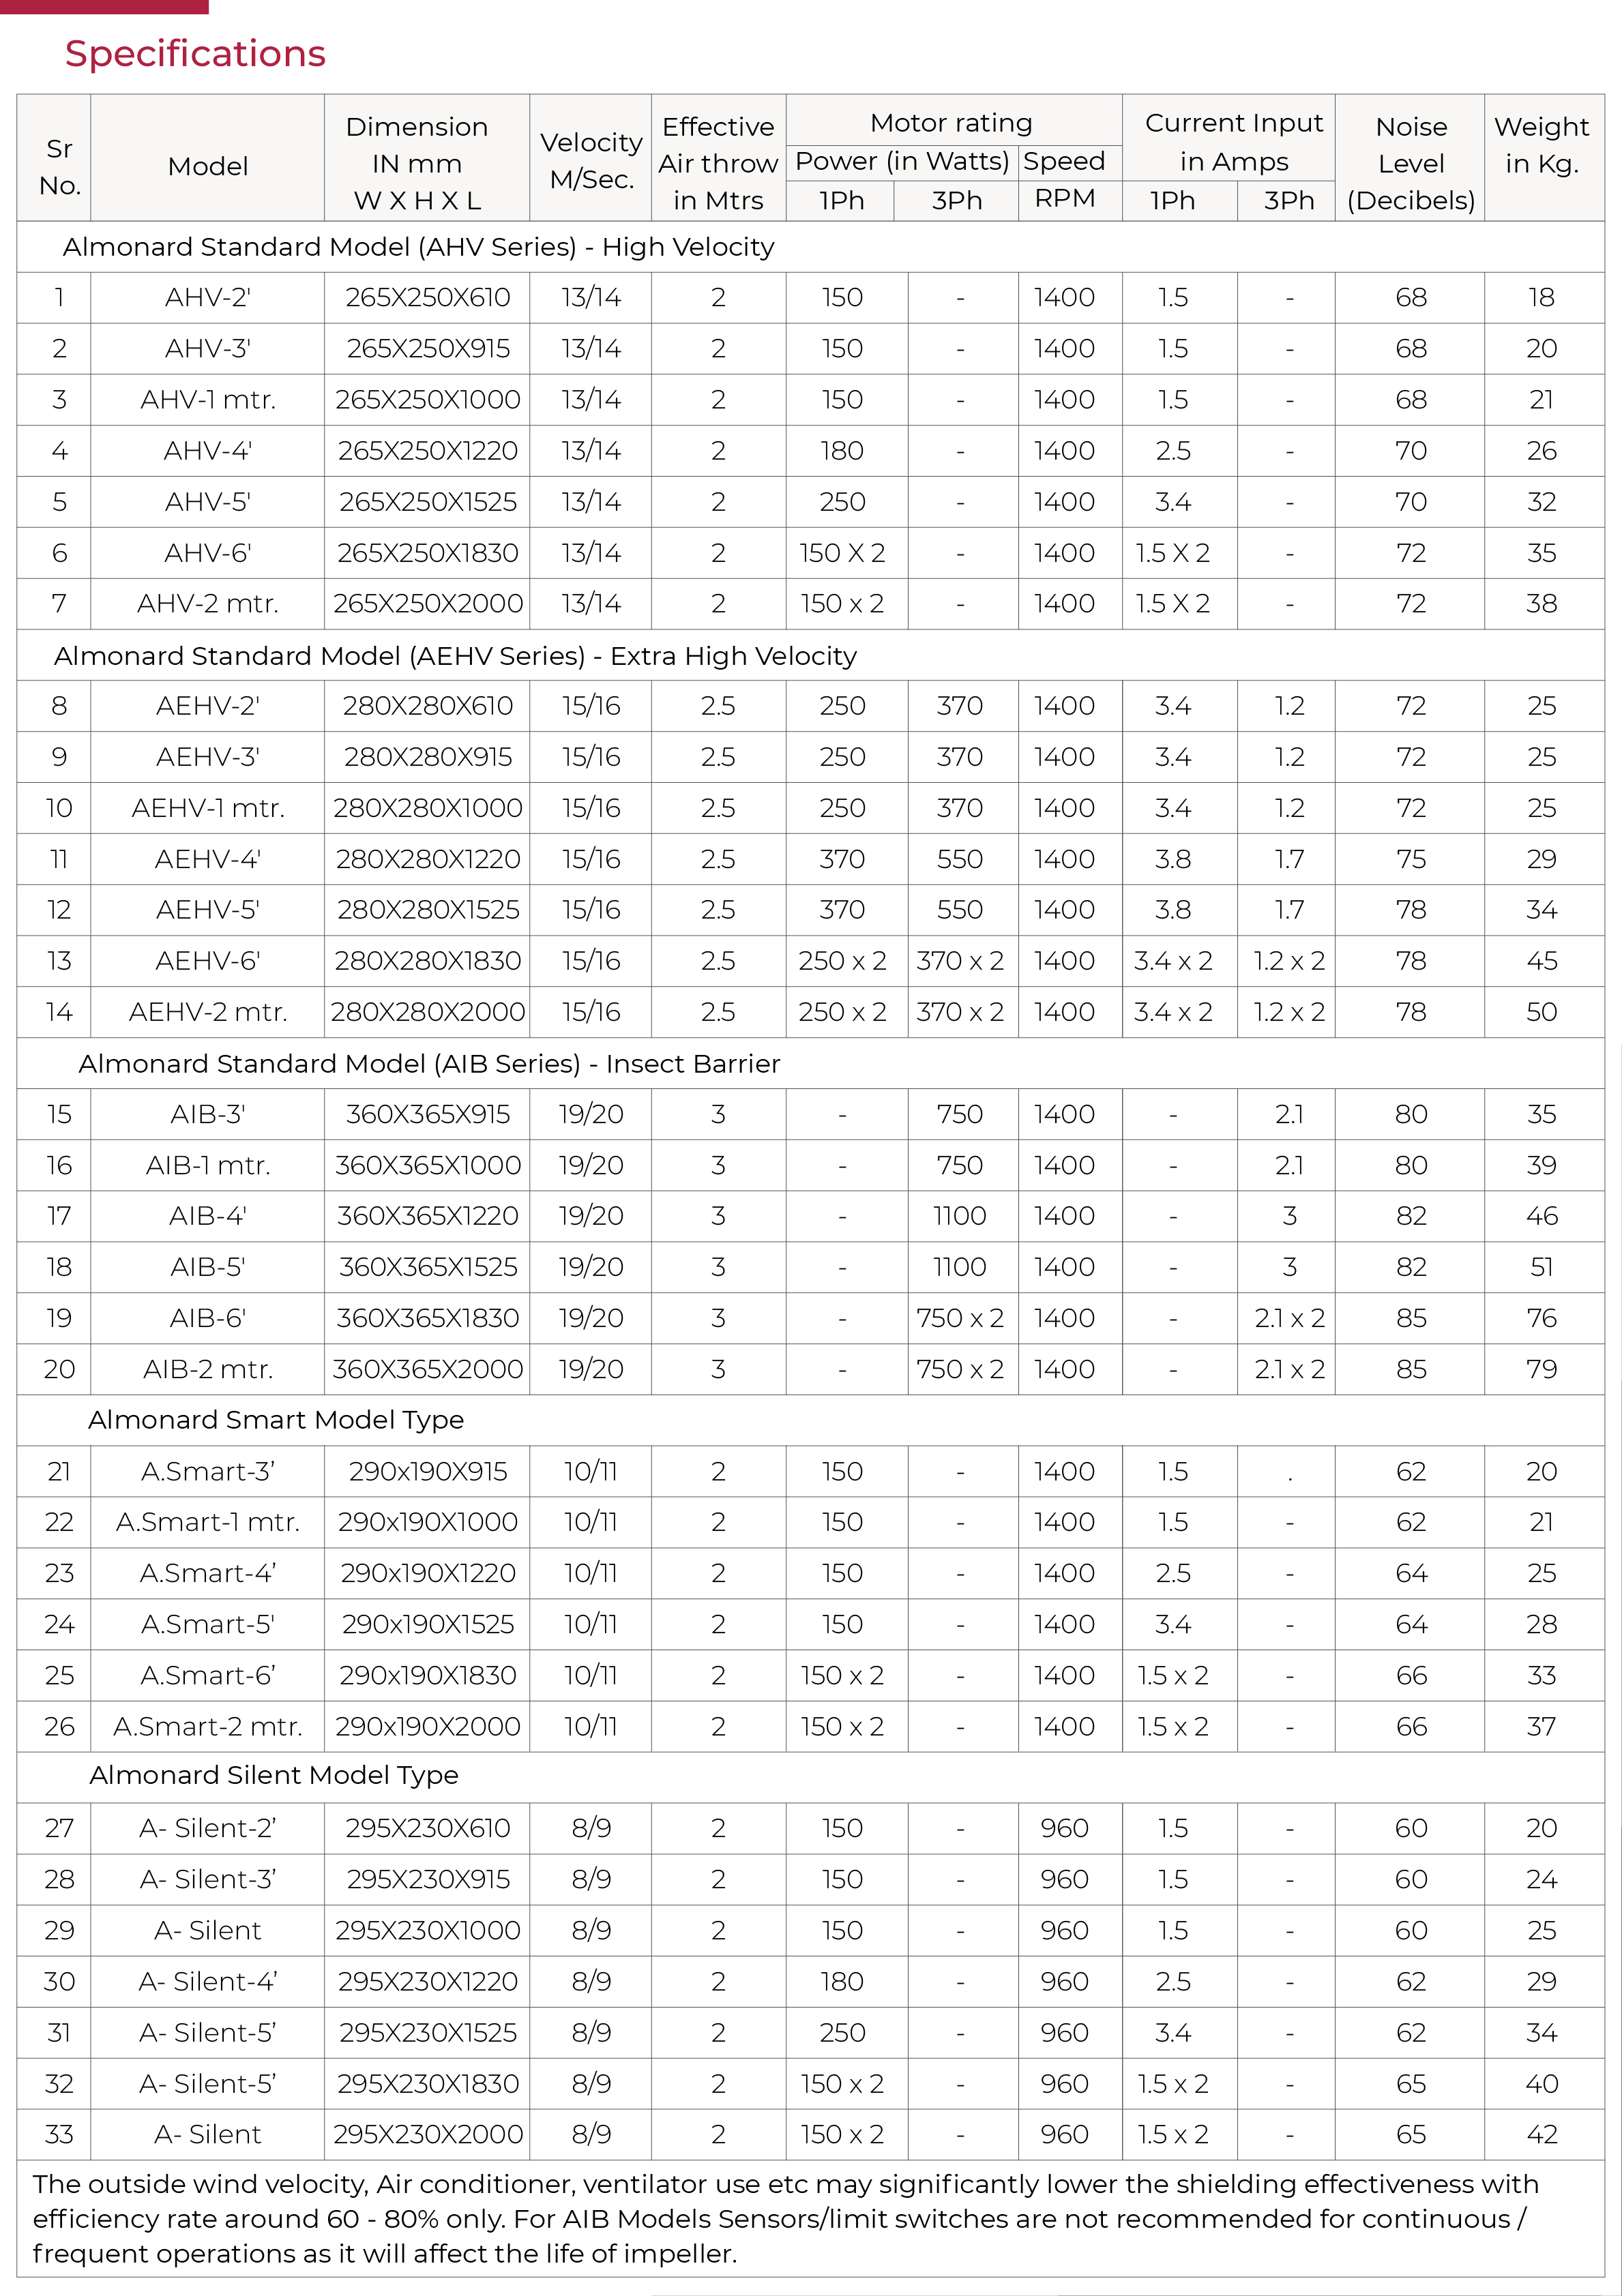 Specifications
Sr No. Model Dimension IN mm W X H X L Velocity M/Sec. Effective Air throw in Mtrs Motor rating Power (in Watts) 1Ph 3Ph Speed RPM Current Input in Amps 1Ph 3Ph Noise Level (Decibels) Weight in Kg.
Almonard Standard Model (AHV Series) - High Velocity
1 AHV-2' 265X250X610 13/14 2 150 - 1400 1.5 - 68 18
2 AHV-3' 265X250X915 13/14 2 150 - 1400 1.5 - 68 20
3 AHV-1 mtr. 265X250X1000 13/14 2 150 - 1400 1.5 - 68 21
4 AHV-4' 265X250X1220 13/14 2 180 - 1400 2.5 - 70 26
5 AHV-5' 265X250X1525 13/14 2 250 - 1400 3.4 - 70 32
6 AHV-6' 265X250X1830 13/14 2 150 X 2 - 1400 1.5 X 2 - 72 35
7 AHV-2 mtr. 265X250X2000 13/14 2 150 x 2 - 1400 1.5 X 2 - 72 38
Almonard Standard Model (AEHV Series) - Extra High Velocity
8 AEHV-2' 280X280X610 15/16 2.5 250 370 1400 3.4 1.2 72 25
9 AEHV-3' 280X280X915 15/16 2.5 250 370 1400 3.4 1.2 72 25
10 AEHV-1 mtr. 280X280X1000 15/16 2.5 250 370 1400 3.4 1.2 72 25
11 AEHV-4' 280X280X1220 15/16 2.5 370 550 1400 3.8 1.7 75 29
12 AEHV-5' 280X280X1525 15/16 2.5 370 550 1400 3.8 1.7 78 34
13 AEHV-6' 280X280X1830 15/16 2.5 250 x 2 370 x 2 1400 3.4 x 2 1.2 x 2 78 45
14 AEHV-2 mtr. 280X280X2000 15/16 2.5 250 x 2 370 x 2 1400 3.4 x 2 1.2 x 2 78 50
Almonard Standard Model (AIB Series) - Insect Barrier
15 AIB-3' 360X365X915 19/20 3 - 750 1400 - 2.1 80 35
16 AIB-1 mtr. 360X365X1000 19/20 3 - 750 1400 - 2.1 80 39
17 AIB-4' 360X365X1220 19/20 3 - 1100 1400 - 3 82 46
18 AIB-5' 360X365X1525 19/20 3 - 1100 1400 - 3 82 51
19 AIB-6' 360X365X1830 19/20 3 - 750 x 2 1400 - 2.1 x 2 85 76
20 AIB-2 mtr. 360X365X2000 19/20 3 - 750 x 2 1400 - 2.1 x 2 85 79
Almonard Smart Model Type
21 A.Smart-3’ 290x190X915 10/11 2 150 - 1400 1.5 . 62 20
22 A.Smart-1 mtr. 290x190X1000 10/11 2 150 - 1400 1.5 - 62 21
23 A.Smart-4’ 290x190X1220 10/11 2 150 - 1400 2.5 - 64 25
24 A.Smart-5' 290x190X1525 10/11 2 150 - 1400 3.4 - 64 28
25 A.Smart-6’ 290x190X1830 10/11 2 150 x 2 - 1400 1.5 x 2 - 66 33
26 A.Smart-2 mtr. 290x190X2000 10/11 2 150 x 2 - 1400 1.5 x 2 - 66 37
Almonard Silent Model Type
27 A- Silent-2’ 295X230X610 8/9 2 150 - 960 1.5 - 60 20
28 A- Silent-3’ 295X230X915 8/9 2 150 - 960 1.5 - 60 24
29 A- Silent 295X230X1000 8/9 2 150 - 960 1.5 - 60 25
30 A- Silent-4’ 295X230X1220 8/9 2 180 - 960 2.5 - 62 29
31 A- Silent-5’ 295X230X1525 8/9 2 250 - 960 3.4 - 62 34
32 A- Silent-5’ 295X230X1830 8/9 2 150 x 2 - 960 1.5 x 2 - 65 40
33 A- Silent 295X230X2000 8/9 2 150 x 2 - 960 1.5 x 2 - 65 42
The outside wind velocity, Air conditioner, ventilator use etc may significantly lower the shielding effectiveness with
efficiency rate around 60 - 80% only. For AIB Models Sensors/limit switches are not recommended for continuous /
frequent operations as it will affect the life of impeller.